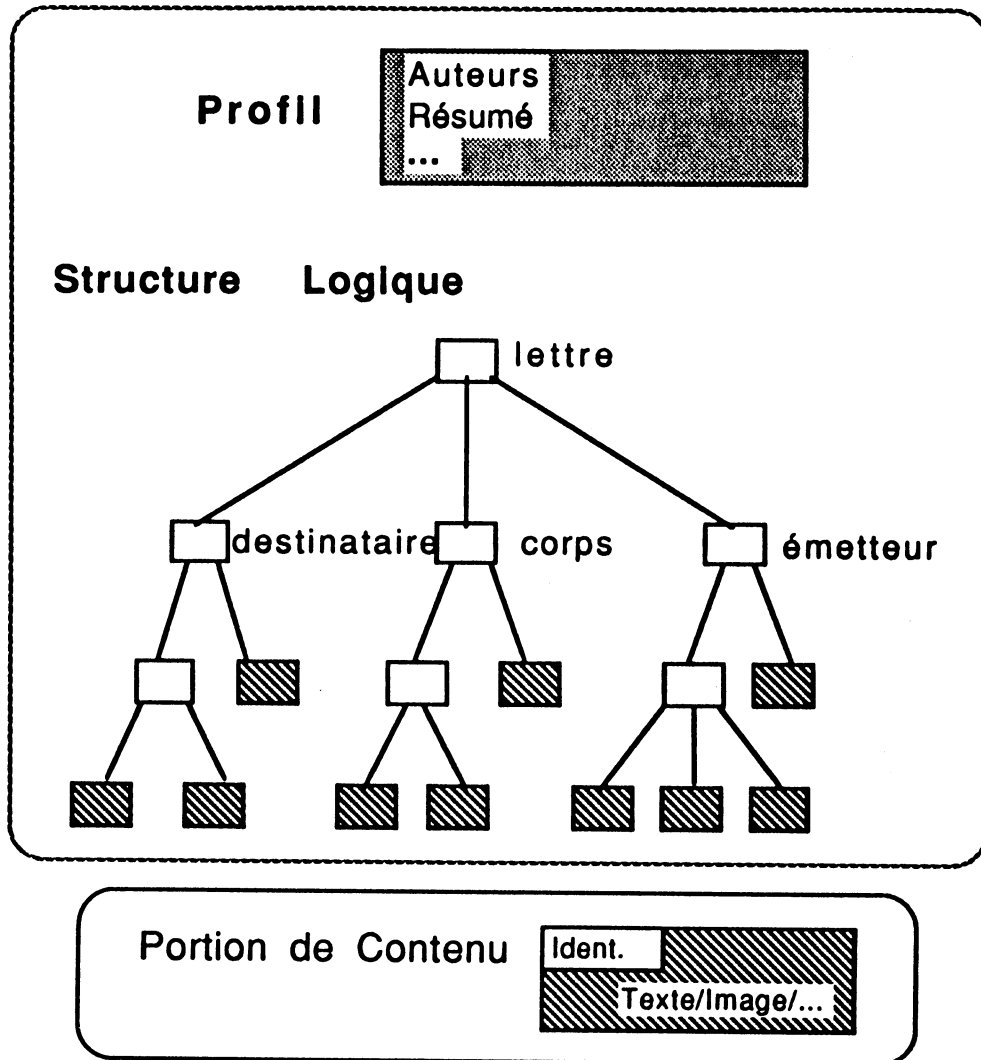 Profil
Auteurs
Résumé
...
Structure Logique
lettre
destinataire
corps
émetteur
Portion de Contenu
Ident.
Texte/Image/...